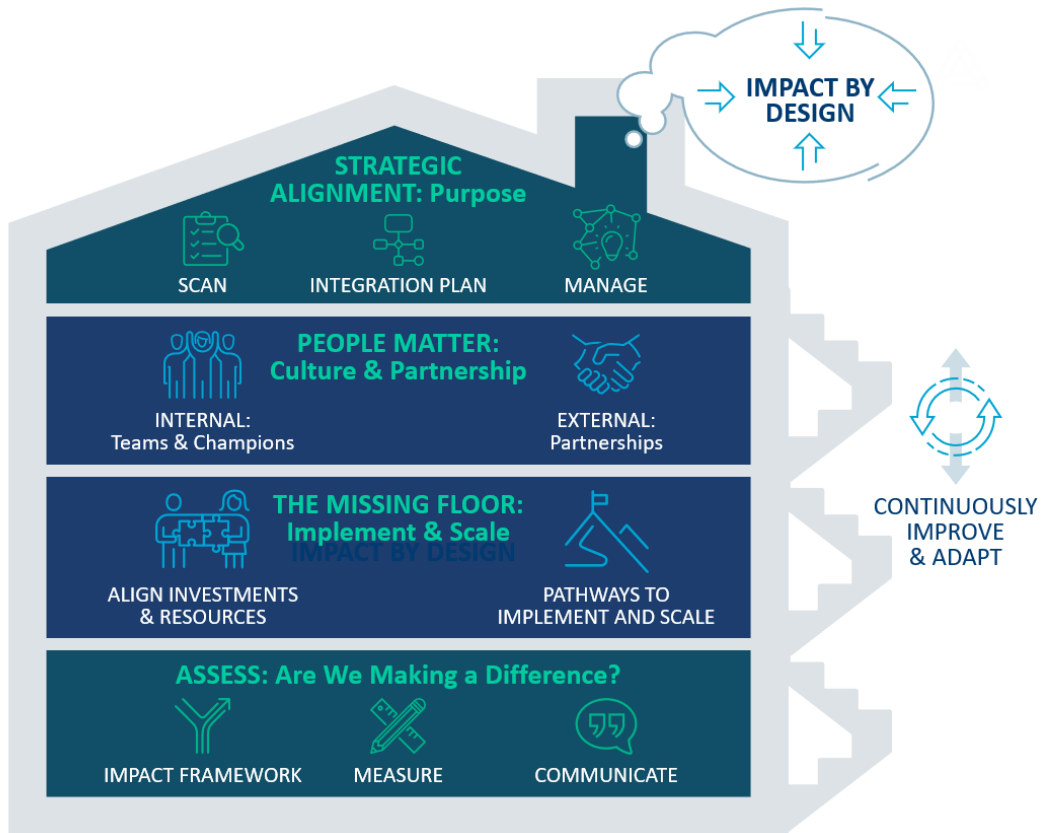 IMPACT BY
DESIGN
STRATEGIC
ALIGNMENT: Purpose
SCAN
INTEGRATION PLAN
MANAGE
PEOPLE MATTER:
Culture & Partnership
INTERNAL:
Teams & Champions
EXTERNAL:
Partnerships
THE MISSING FLOOR:
Implement & Scale
IMPACT BY DESIGN
ALIGN INVESTMENTS
& RESOURCES
PATHWAYS TO
IMPLEMENT AND SCALE
CONTINUOUSLY
IMPROVE
& ADAPT
ASSESS: Are We Making a Difference?
IMPACT FRAMEWORK
MEASURE
COMMUNICATE